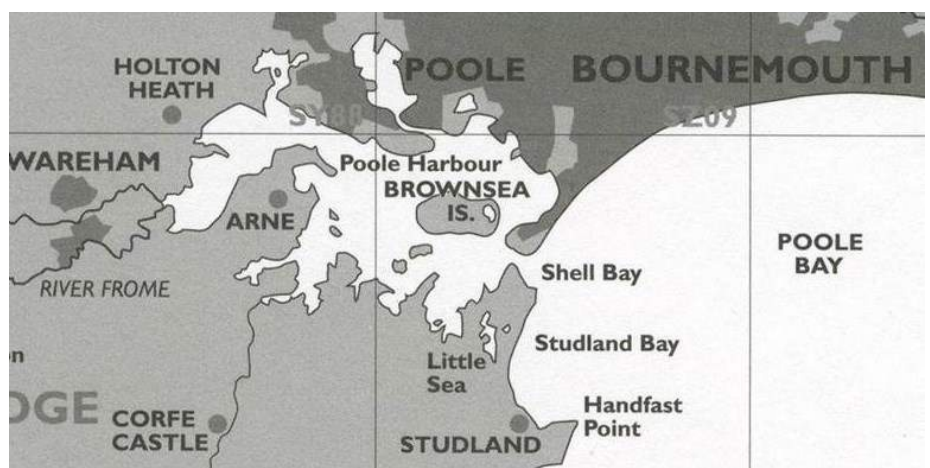 HOLTON
HEATH
POOLE
BOURNEMOUTH
SY88
SZ09
WAREHAM
Poole Harbour
BROWNSEA
IS.
ARNE
POOLE
BAY
RIVER FROME
Shell Bay
Studland Bay
Little
Sea
Handfast
Point
CORFE
CASTLE
STUDLAND